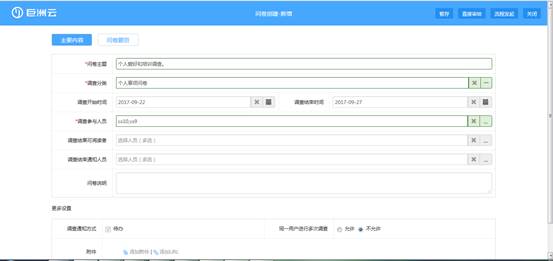 巨洲云
问卷创建-新增
暂存 直接审核 流程发起 关闭
主要内容 问卷题目
*问卷主题 个人爱好和培训调查。
*调查分类 个人事项问卷
调查开始时间 2017-09-22 调查结束时间 2017-09-27
*调查参与人员
调查结果可阅读者 选择人员(多选)
调查结束通知人员 选择人员(多选)
问卷说明
更多设置
调查通知方式 待办 同一用户进行多次调查 允许 不允许
附件 添加附件 | 添加URL